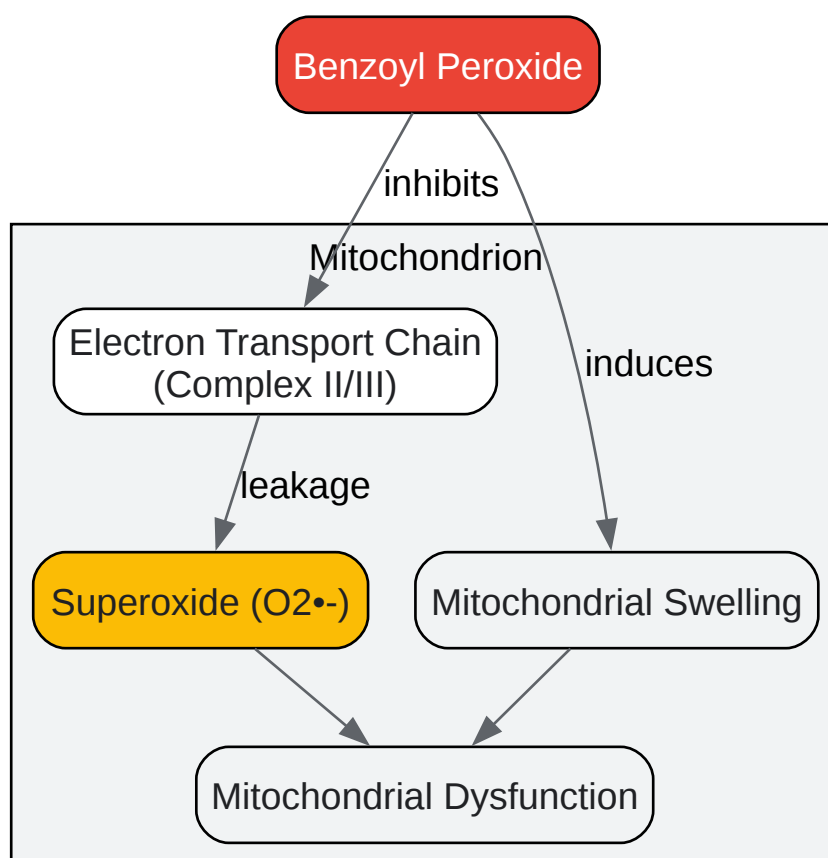 Benzoyl Peroxide
inhibits
Mitochondrion
Electron Transport Chain
(Complex II/III)
induces
leakage
Superoxide (O2•-)
Mitochondrial Swelling
Mitochondrial Dysfunction